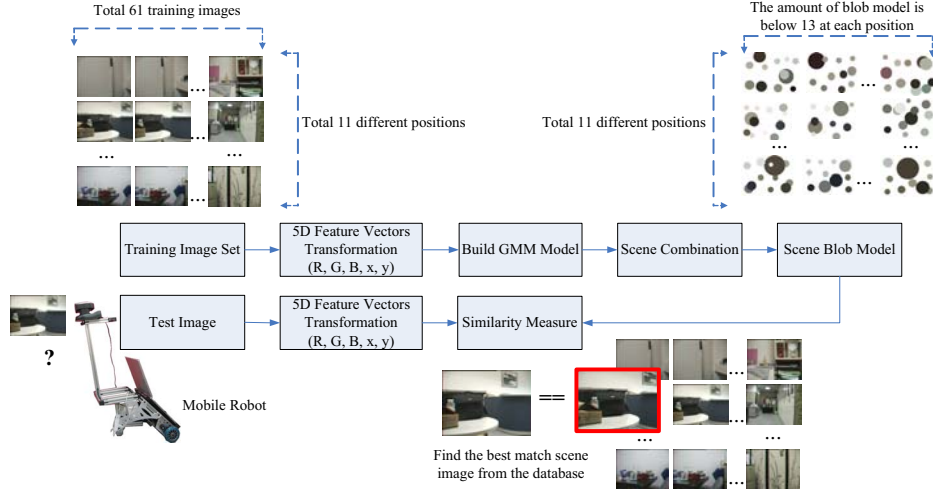 Total 61 training images
The amount of blob model is
below 13 at each position
...
...
Total 11 different positions
Total 11 different positions
...
...
...
...
...
...
...
...
Training Image Set
5D Feature Vectors
Transformation
(R, G, B, x, y)
Build GMM Model
Scene Combination
Scene Blob Model
Test Image
5D Feature Vectors
Transformation
(R, G, B, x, y)
Similarity Measure
?
Mobile Robot
==
...
...
...
...
...
Find the best match scene
image from the database